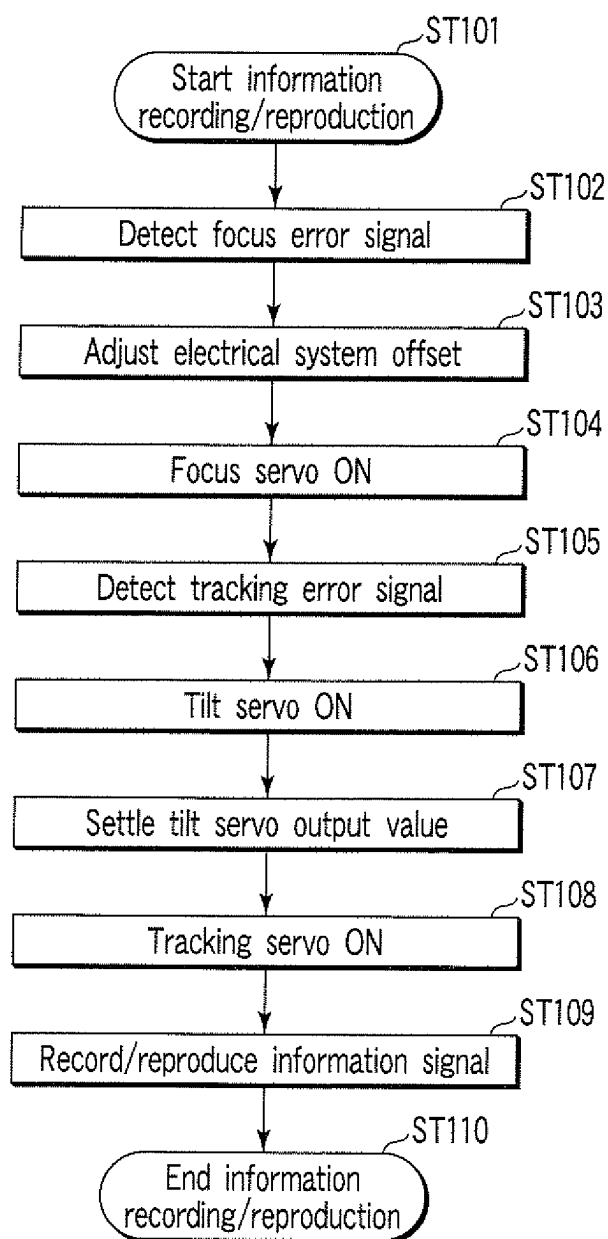 ST101
Start information
recording/reproduction
ST102
Detect focus error signal
ST103
Adjust electrical system offset
ST104
Focus servo ON
ST105
Detect tracking error signal
ST106
Tilt servo ON
ST107
Settle tilt servo output value
ST108
Tracking servo ON
ST109
Record/reproduce information signal
ST110
End information
recording/reproduction